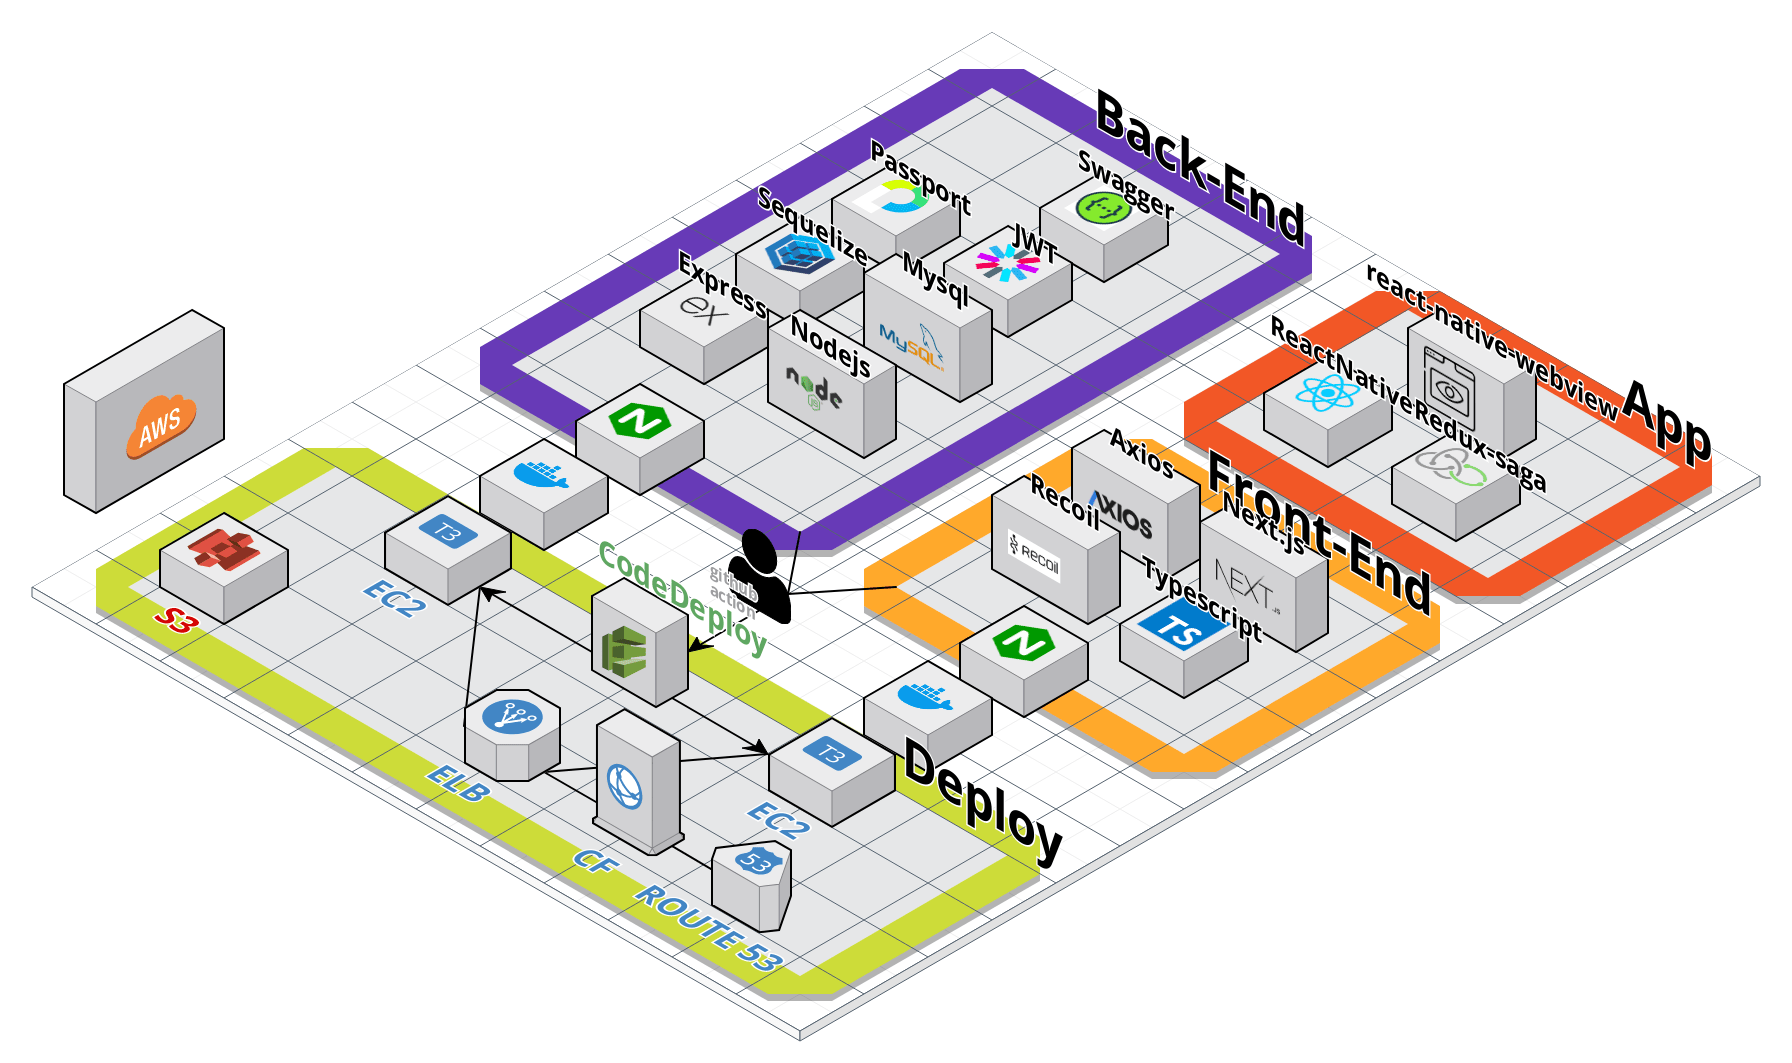 Back-End
Passport
Swagger
Sequelize
JWT
Express
ex
Mysql
MySQL
Nodejs
node
JS
react-native-webview
ReactNative
Redux-saga
App
AWS
Axios
AXIOS
Recoil
RECOIL
Front-End
Next-js
NEXT
.JS
Typescript
TS
N
N
T3
EC2
S3
CodeDeploy
github
action
ELB
T3
EC2
CF
53
ROUTE 53
Deploy